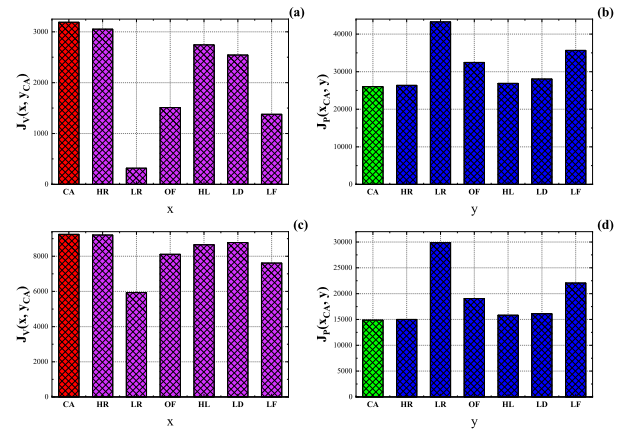 (a)
J_V(x, y_CA)
3000
2000
1000
0
CA HR LR OF HL LD LF
x
(b)
J_P(x_CA, y)
40000
30000
20000
10000
0
CA HR LR OF HL LD LF
y
(c)
J_V(x, y_CA)
8000
6000
4000
2000
0
CA HR LR OF HL LD LF
x
(d)
J_P(x_CA, y)
30000
25000
20000
15000
10000
5000
0
CA HR LR OF HL LD LF
y